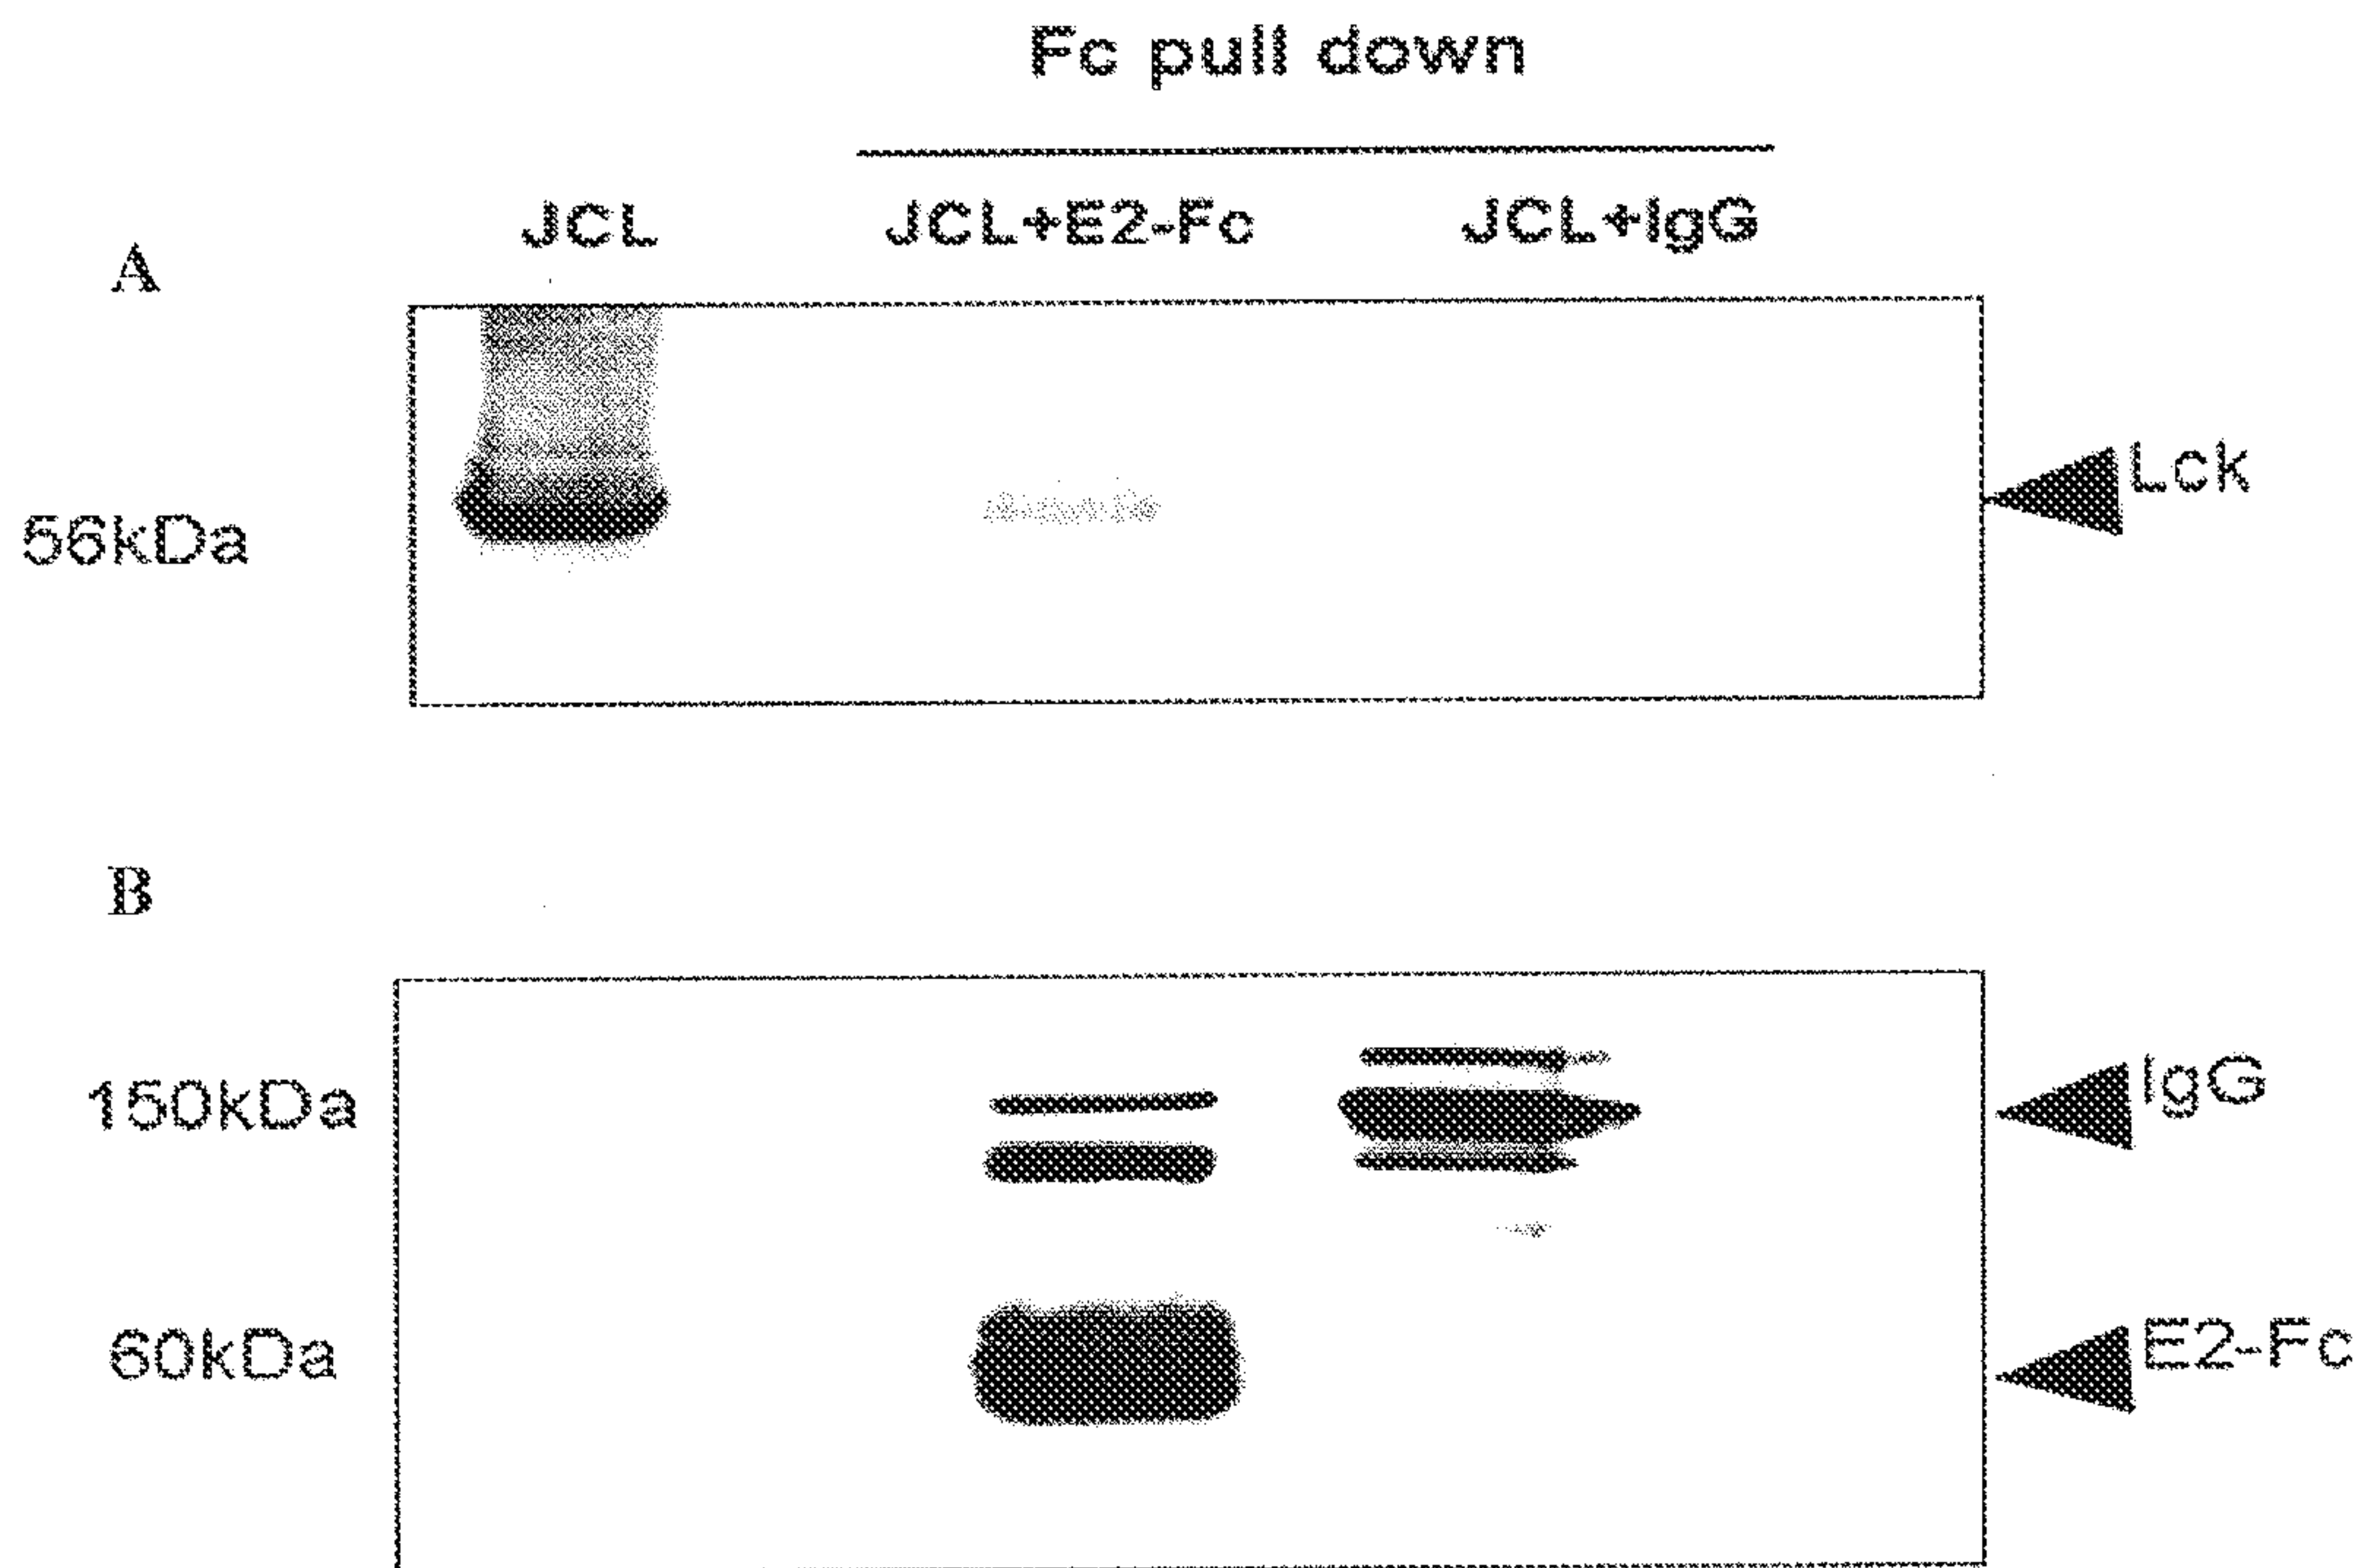 Fc pull down
JCL JCL+E2-Fc JCL+IgG
A
Lck
56kDa
B
150kDa IgG
60kDa E2-Fc